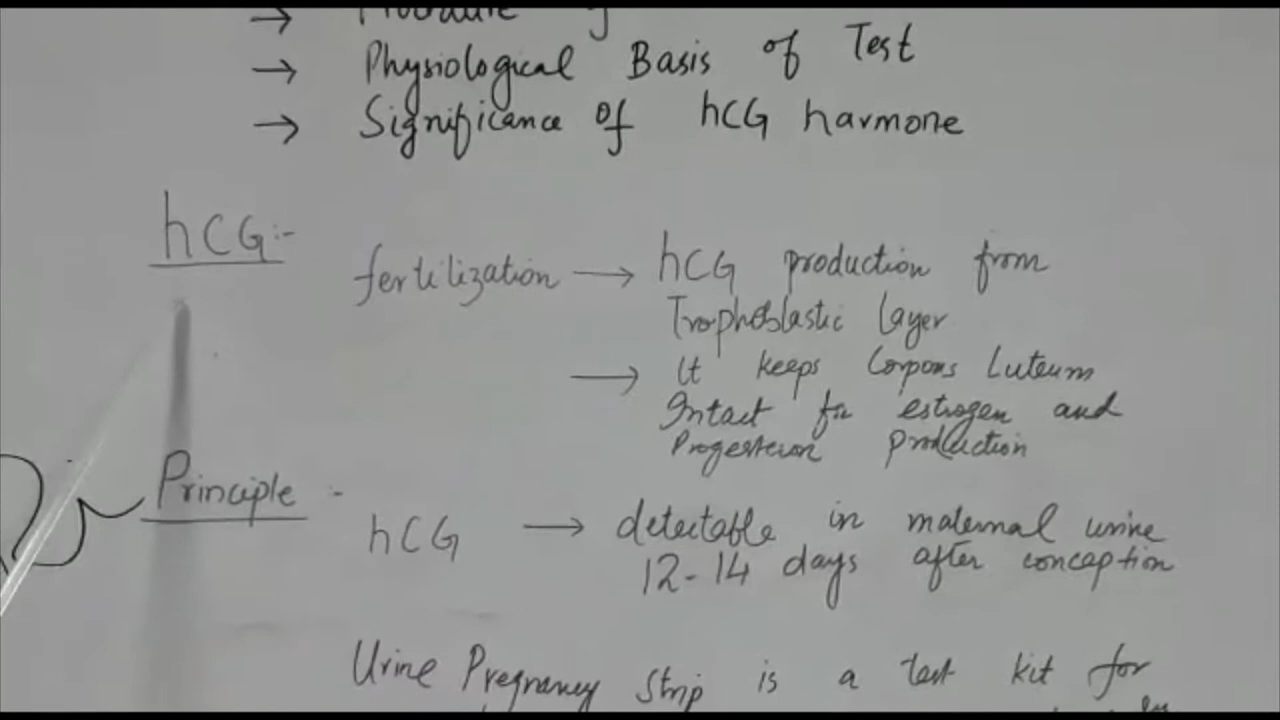 → Physiological Basis of Test
→ Significance of hCG harmone
hCG:-
fertilization → hCG production from
Trophoblastic layer
→ It keeps Corpous Luteum
Intact for estrogen and
Progesteron production
Principle -
hCG → detectable in maternal urine
12-14 days after conception
Urine Pregnancy Strip is a test kit for